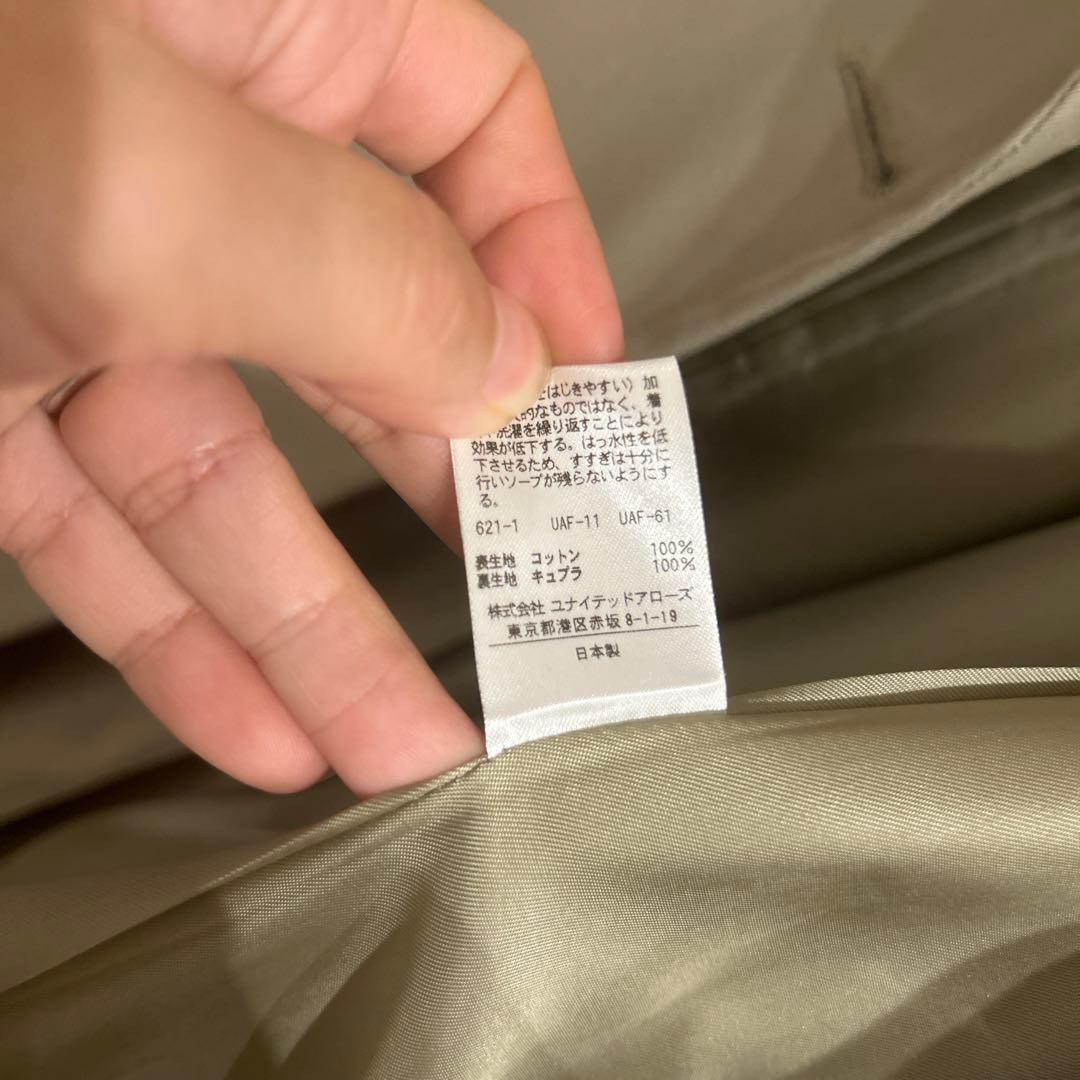 をはじきやすい）加
的なものではなく、着
や洗濯を繰り返すことにより
効果が低下する。はっ水性を低
下させるため、すすぎは十分に
行いソープが残らないようにす
る。
621-1 UAF-11 UAF-61
表生地 コットン 100%
裏生地 キュプラ 100%
株式会社 ユナイテッドアローズ
東京都港区赤坂 8-1-19
日本製